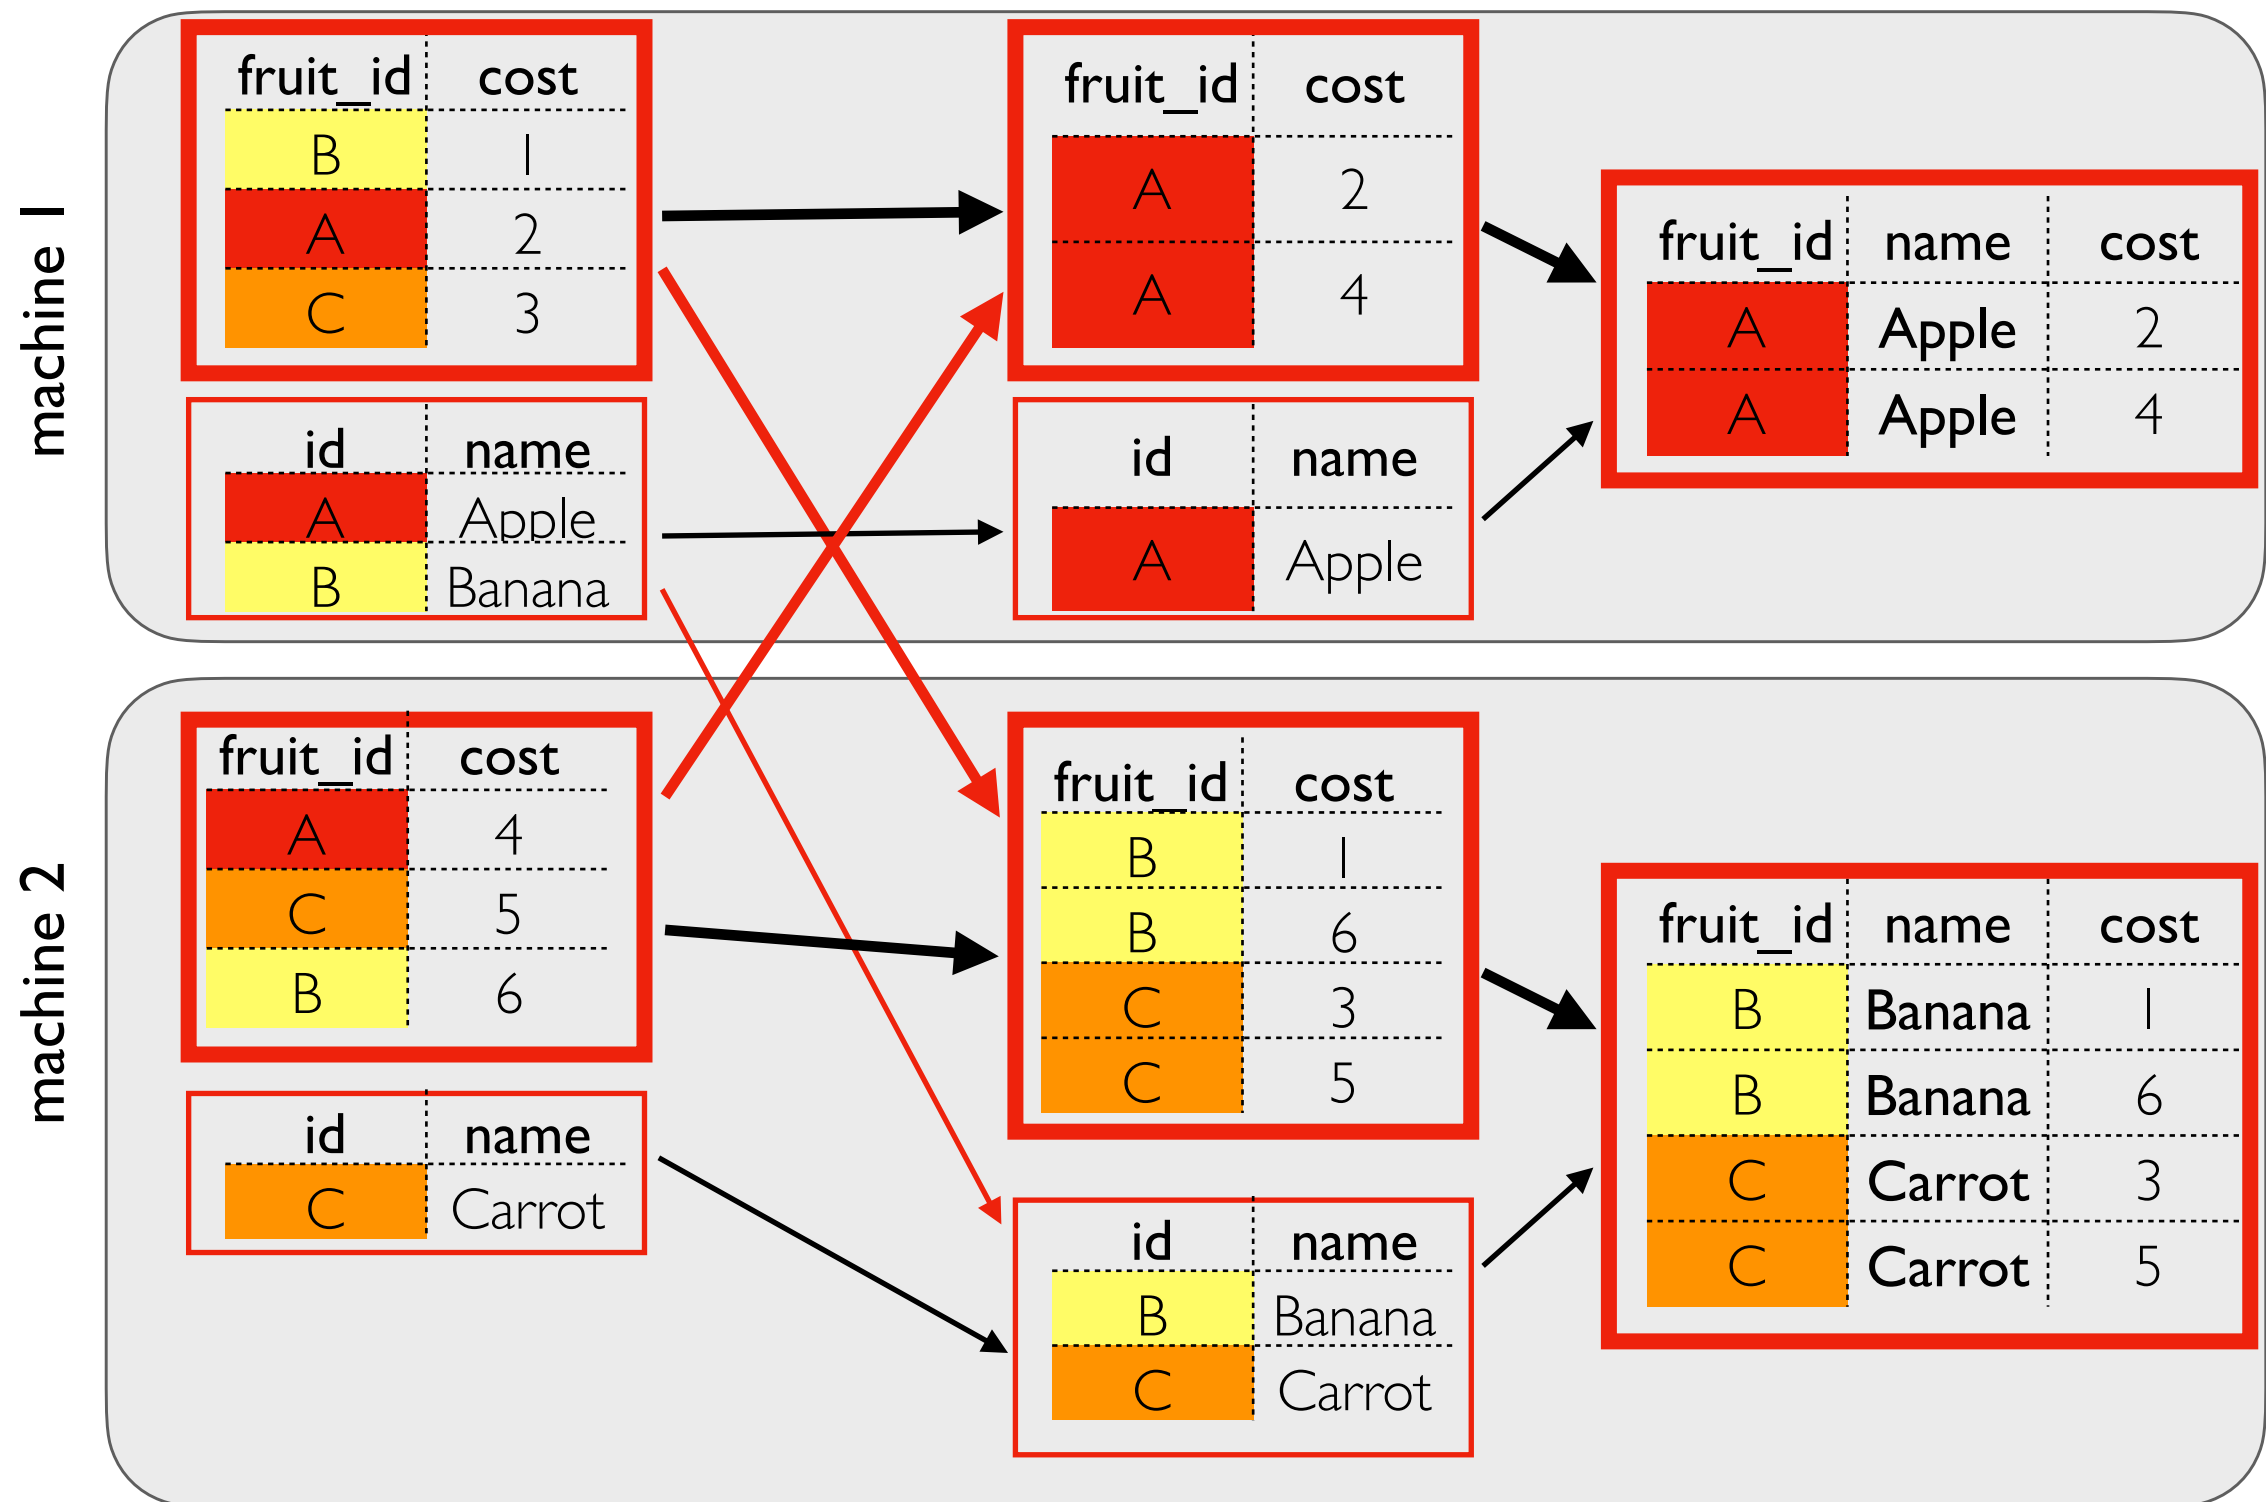 machine 1
fruit_id cost
B 1
A 2
C 3
id name
A Apple
B Banana
fruit_id cost
A 2
A 4
id name
A Apple
fruit_id name cost
A Apple 2
A Apple 4
machine 2
fruit_id cost
A 4
C 5
B 6
id name
C Carrot
fruit_id cost
B 1
B 6
C 3
C 5
id name
B Banana
C Carrot
fruit_id name cost
B Banana 1
B Banana 6
C Carrot 3
C Carrot 5